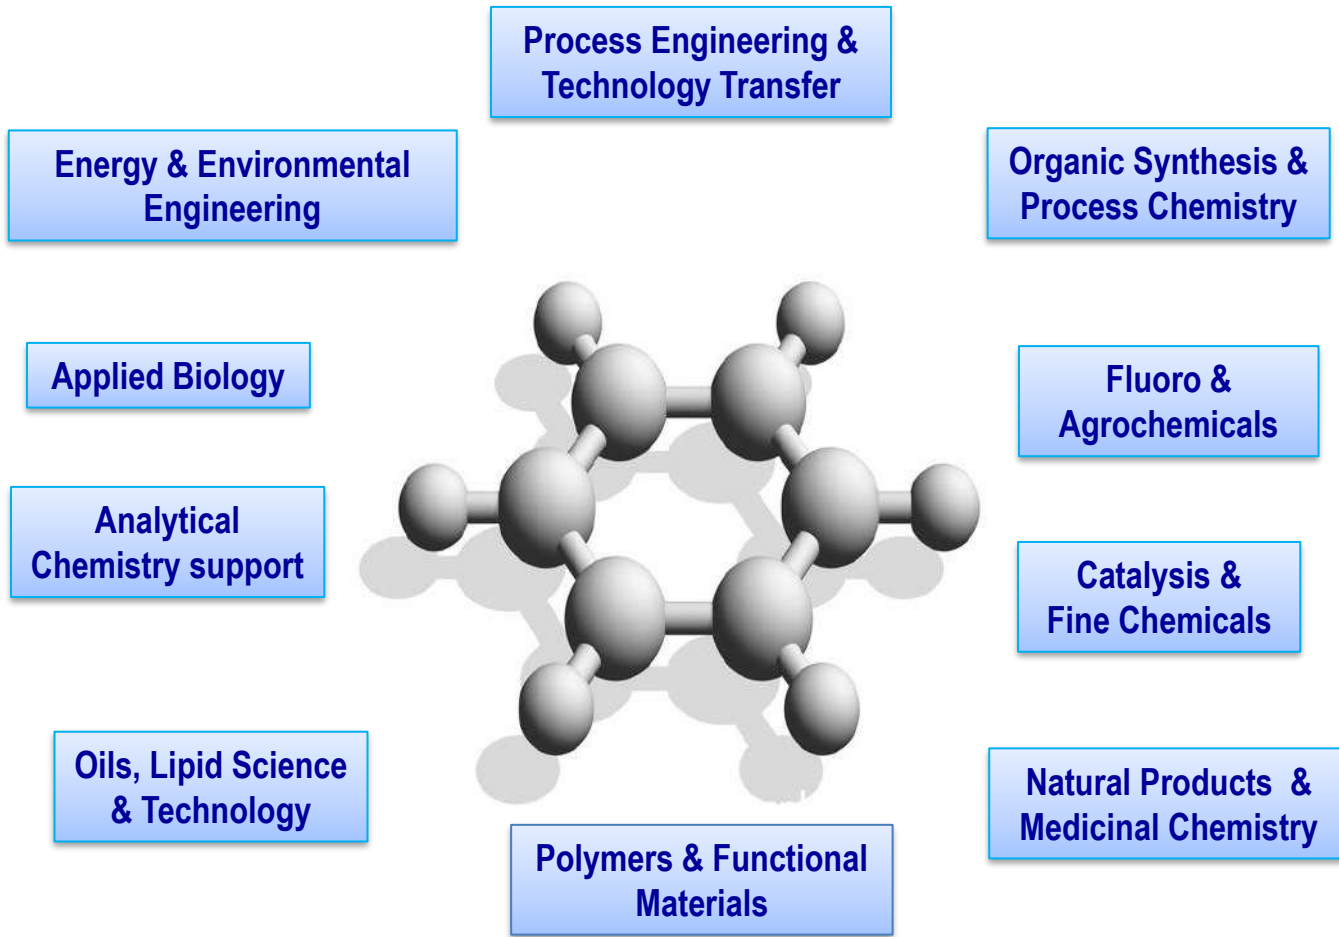 Process Engineering &
Technology Transfer
Energy & Environmental
Engineering
Organic Synthesis &
Process Chemistry
Applied Biology
Fluoro &
Agrochemicals
Analytical
Chemistry support
Catalysis &
Fine Chemicals
Oils, Lipid Science
& Technology
Natural Products  &
Medicinal Chemistry
Polymers & Functional
Materials